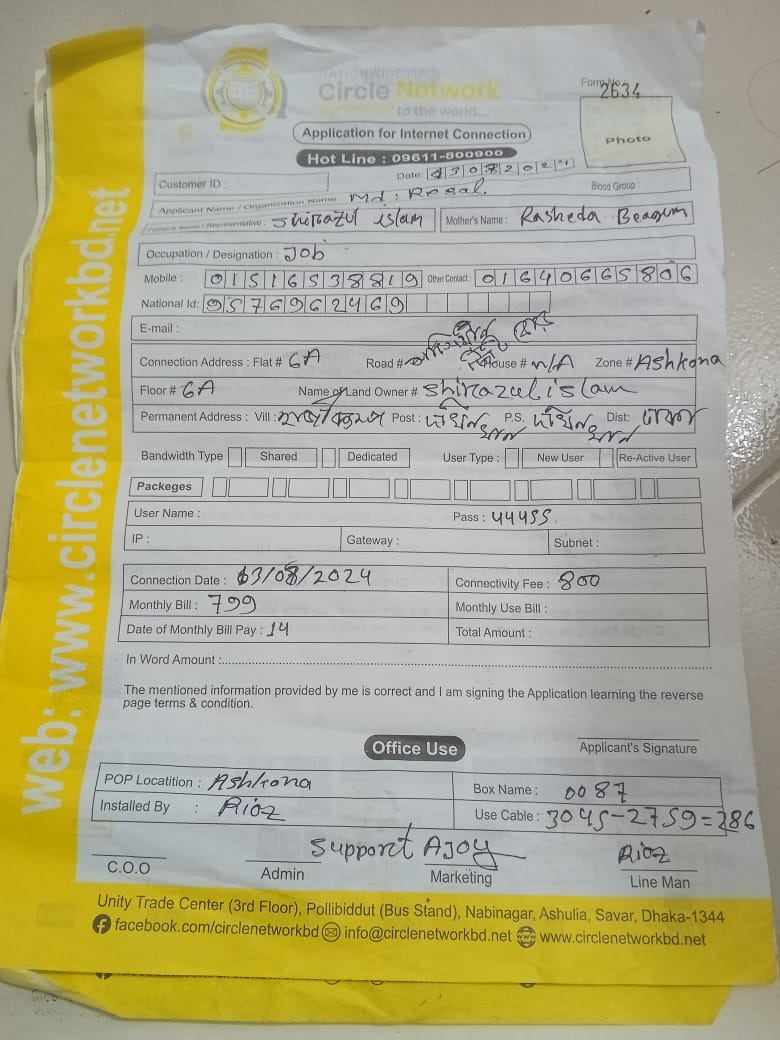 NATIONWIDE ISP
Circle Network
Connected to the world...
Form No. 2634
Application for Internet Connection
Photo
Hot Line : 09611-800900
Date:
Customer ID :
Blood Group :
Applicant Name / Organization Name : Md: Rogal
Father's Name / Representative : Shirazul islam Mother's Name : Rasheda Beagum
Occupation / Designation : Job
Mobile : 01516538819 Other Contact : 01640665806
National Id: 9576962469
E-mail :
Connection Address : Flat # 6A Road # House # n/A Zone # Ashkona
Floor # 6A Name of Land Owner # Shirazul islam
Permanent Address : Vill : Post : P.S. Dist: ঢাকা
Bandwidth Type Shared Dedicated User Type : New User Re-Active User
Packeges
User Name : Pass : 44455
IP : Gateway : Subnet :
Connection Date : 13/08/2024 Connectivity Fee : 800
Monthly Bill : 799 Monthly Use Bill :
Date of Monthly Bill Pay : 14 Total Amount :
In Word Amount :
The mentioned information provided by me is correct and I am signing the Application learning the reverse
page terms & condition.
Office Use
Applicant's Signature
POP Locatition : Ashkona Box Name : 0087
Installed By : Rioz Use Cable : 3045-2759=286
Support AJoy Rioz
C.O.O Admin Marketing Line Man
Unity Trade Center (3rd Floor), Pollibiddut (Bus Stand), Nabinagar, Ashulia, Savar, Dhaka-1344
facebook.com/circlenetworkbd info@circlenetworkbd.net www.circlenetworkbd.net
web: www.circlenetworkbd.net